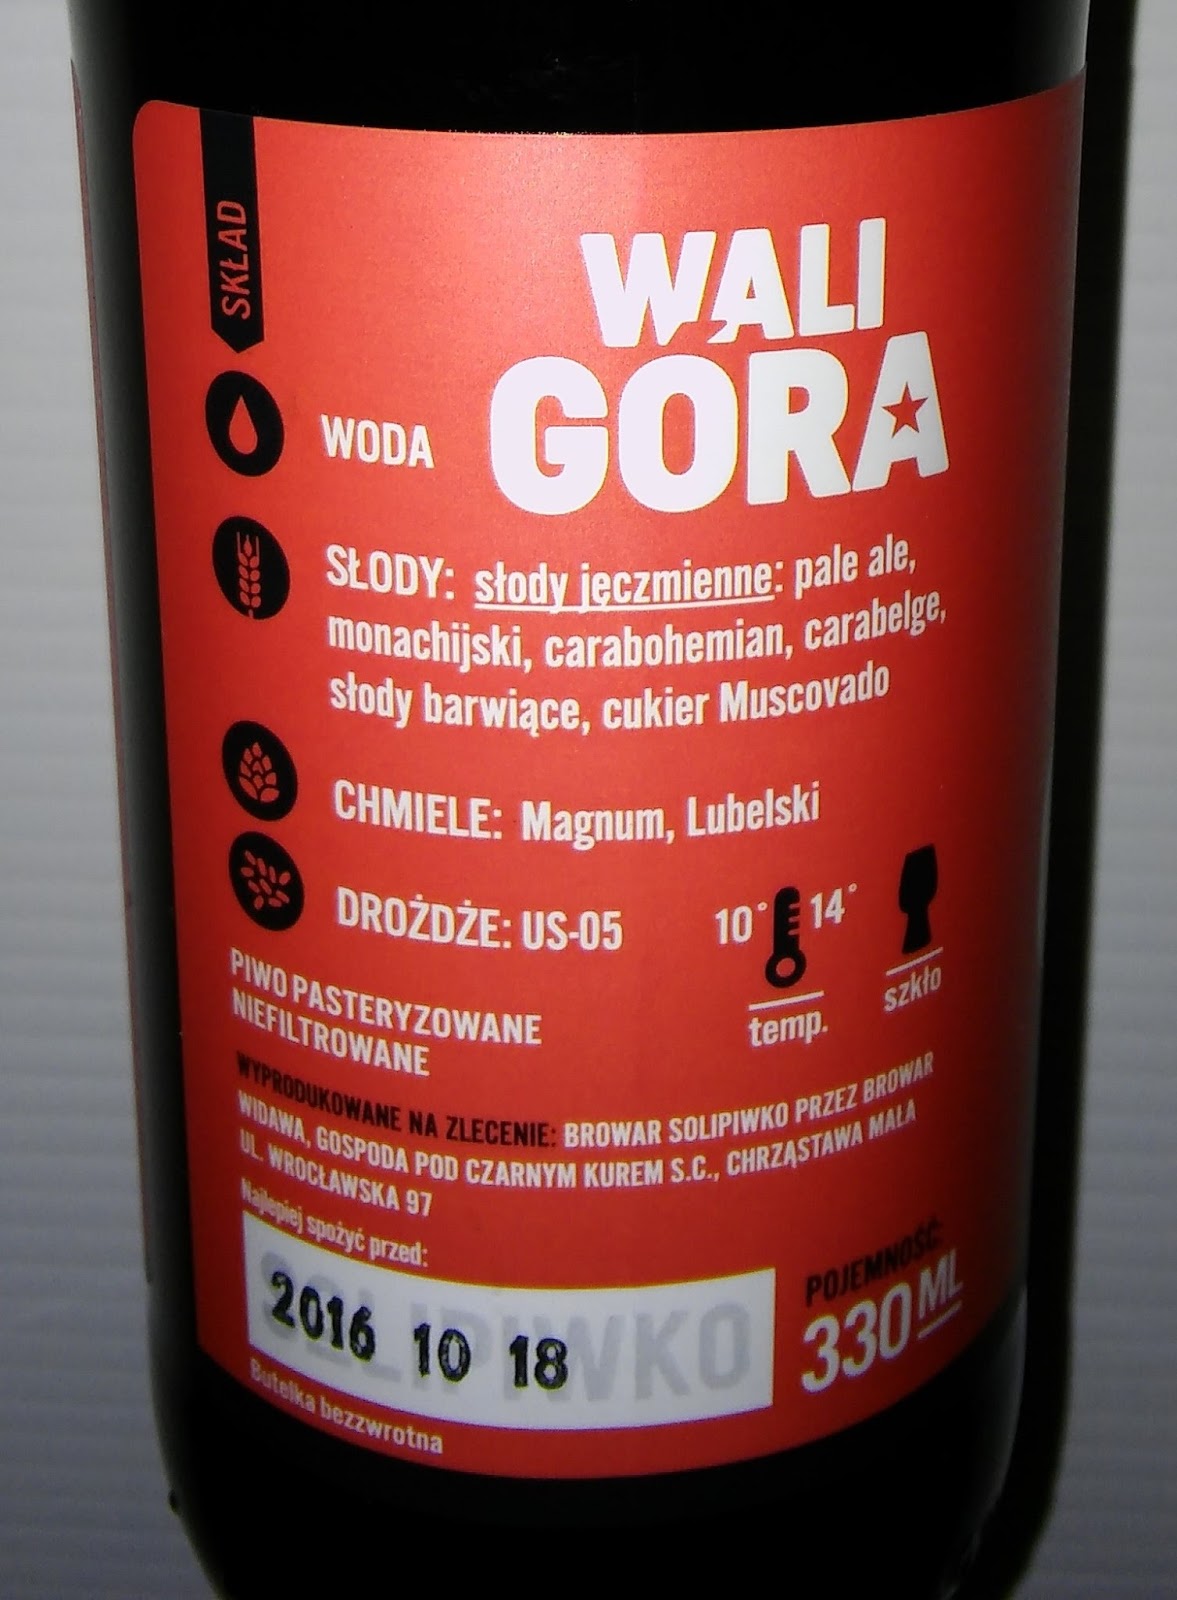 SKŁAD
WALI
GÓRA
WODA
SŁODY: słody jęczmienne: pale ale,
monachijski, carabohemian, carabelge,
słody barwiące, cukier Muscovado
CHMIELE: Magnum, Lubelski
DROŻDŻE: US-05
10° 14°
temp.
szkło
PIWO PASTERYZOWANE
NIEFILTROWANE
WYPRODUKOWANE NA ZLECENIE: BROWAR SOLIPIWKO PRZEZ BROWAR
WIDAWA, GOSPODA POD CZARNYM KUREM S.C., CHRZĄSTAWA MAŁA
UL. WROCŁAWSKA 97
Najlepiej spożyć przed:
SOLIPIWKO
2016 10 18
POJEMNOŚĆ:
330 ML
Butelka bezzwrotna